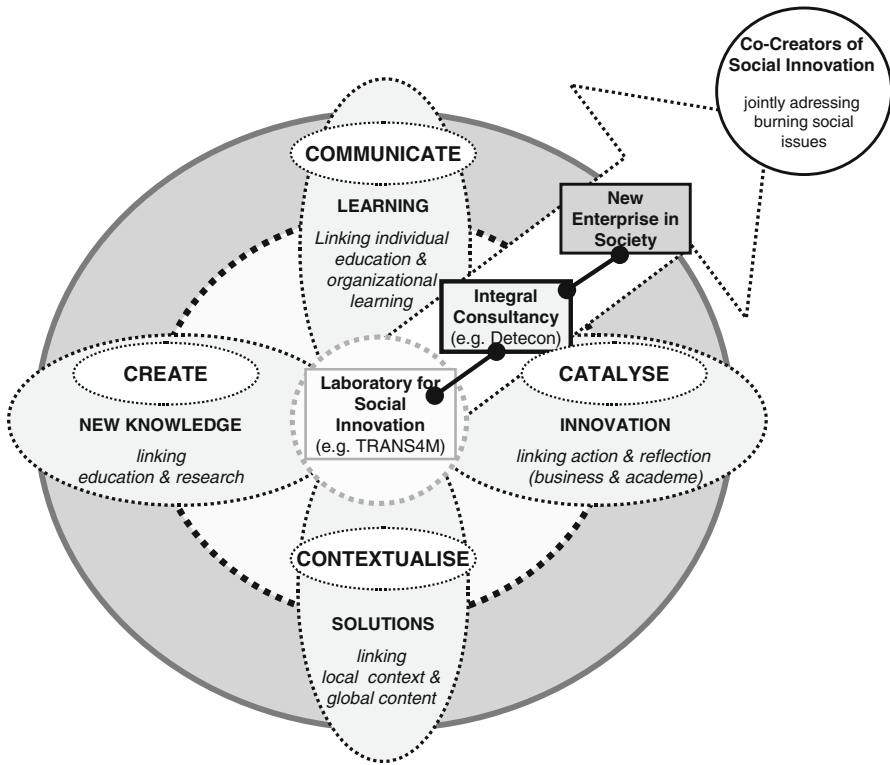 Co-Creators of
Social Innovation
jointly adressing
burning social
issues
COMMUNICATE
LEARNING
Linking individual
education &
organizational
learning
New
Enterprise in
Society
Integral
Consultancy
(e.g. Detecon)
CREATE
NEW KNOWLEDGE
linking
education & research
Laboratory for
Social
Innovation
(e.g. TRANS4M)
CATALYSE
INNOVATION
linking action & reflection
(business & academe)
CONTEXTUALISE
SOLUTIONS
linking
local context &
global content